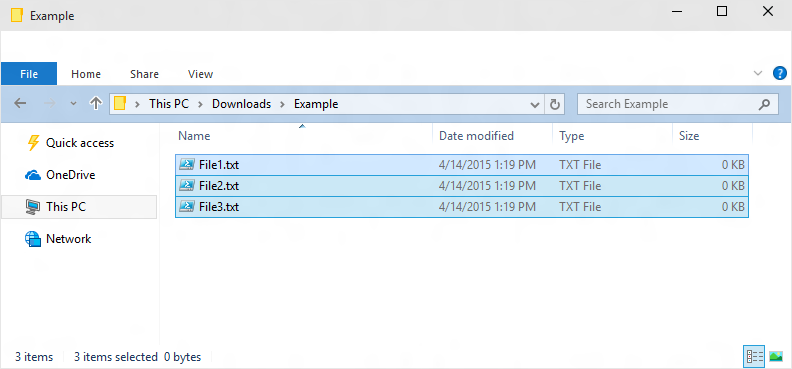 Example
File Home Share View
This PC Downloads Example Search Example
Name Date modified Type Size
Quick access
OneDrive
This PC
Network
File1.txt 4/14/2015 1:19 PM TXT File 0 KB
File2.txt 4/14/2015 1:19 PM TXT File 0 KB
File3.txt 4/14/2015 1:19 PM TXT File 0 KB
3 items 3 items selected 0 bytes